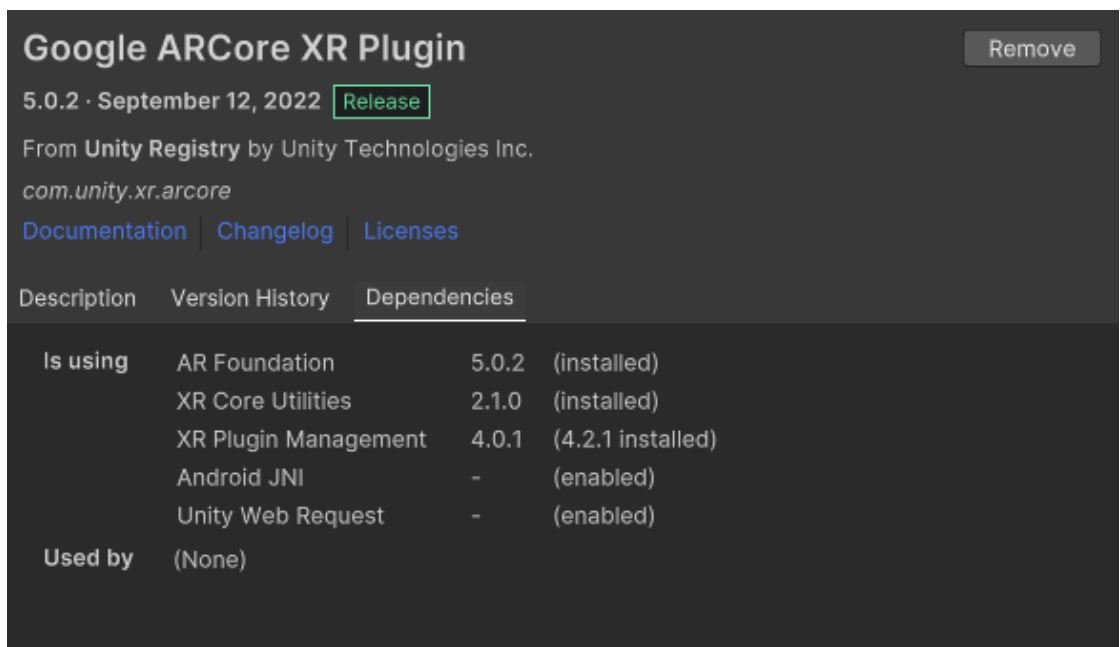 Google ARCore XR Plugin
Remove
5.0.2 · September 12, 2022 Release
From Unity Registry by Unity Technologies Inc.
com.unity.xr.arcore
Documentation Changelog Licenses
Description Version History Dependencies
Is using AR Foundation 5.0.2 (installed)
XR Core Utilities 2.1.0 (installed)
XR Plugin Management 4.0.1 (4.2.1 installed)
Android JNI - (enabled)
Unity Web Request - (enabled)
Used by (None)